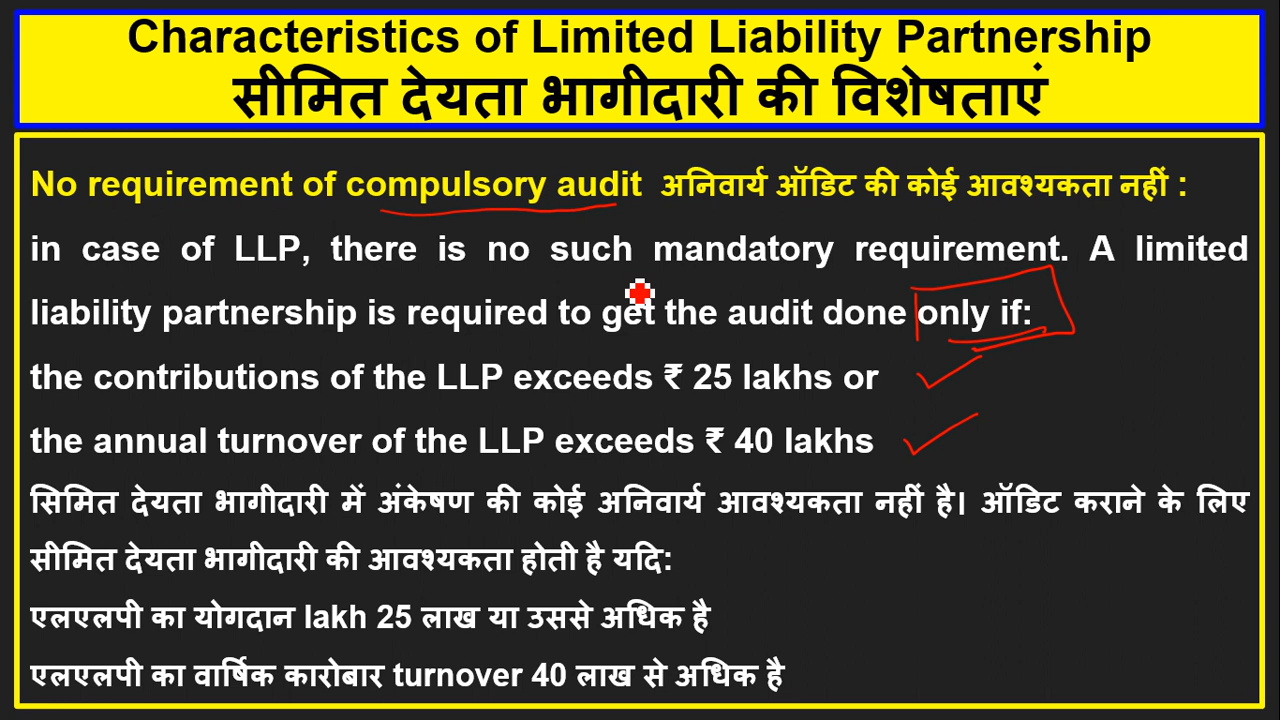 Characteristics of Limited Liability Partnership
सीमित देयता भागीदारी की विशेषताएं
No requirement of compulsory audit अनिवार्य ऑडिट की कोई आवश्यकता नहीं :
in case of LLP, there is no such mandatory requirement. A limited
liability partnership is required to get the audit done only if:
the contributions of the LLP exceeds ₹ 25 lakhs or
the annual turnover of the LLP exceeds ₹ 40 lakhs
सिमित देयता भागीदारी में अंकेषण की कोई अनिवार्य आवश्यकता नहीं है। ऑडिट कराने के लिए
सीमित देयता भागीदारी की आवश्यकता होती है यदि:
एलएलपी का योगदान lakh 25 लाख या उससे अधिक है
एलएलपी का वार्षिक कारोबार turnover 40 लाख से अधिक है